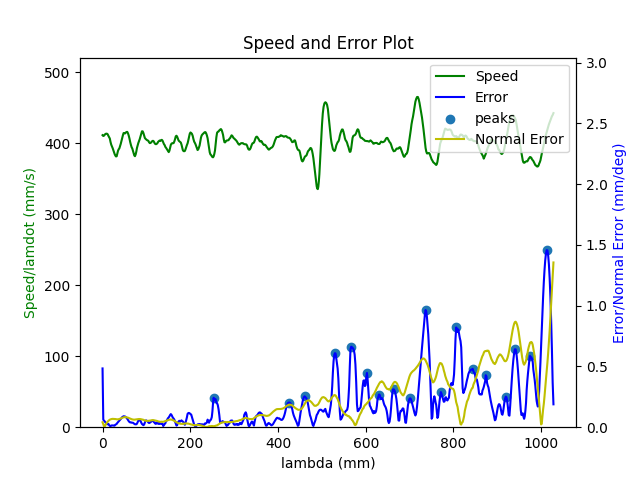 Speed and Error Plot
Speed/lamdot (mm/s)
500
400
300
200
100
0
Speed
Error
peaks
Normal Error
3.0
2.5
2.0
1.5
1.0
0.5
0.0
Error/Normal Error (mm/deg)
0 200 400 600 800 1000
lambda (mm)